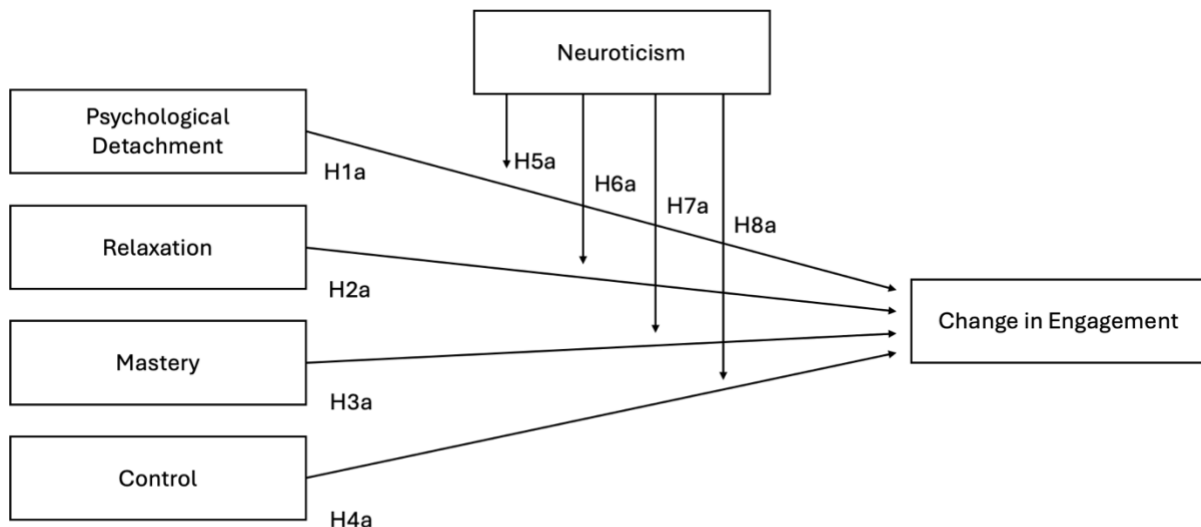 Neuroticism
Psychological
Detachment
H1a
H5a
H6a
H7a
H8a
Relaxation
H2a
Change in Engagement
Mastery
H3a
Control
H4a